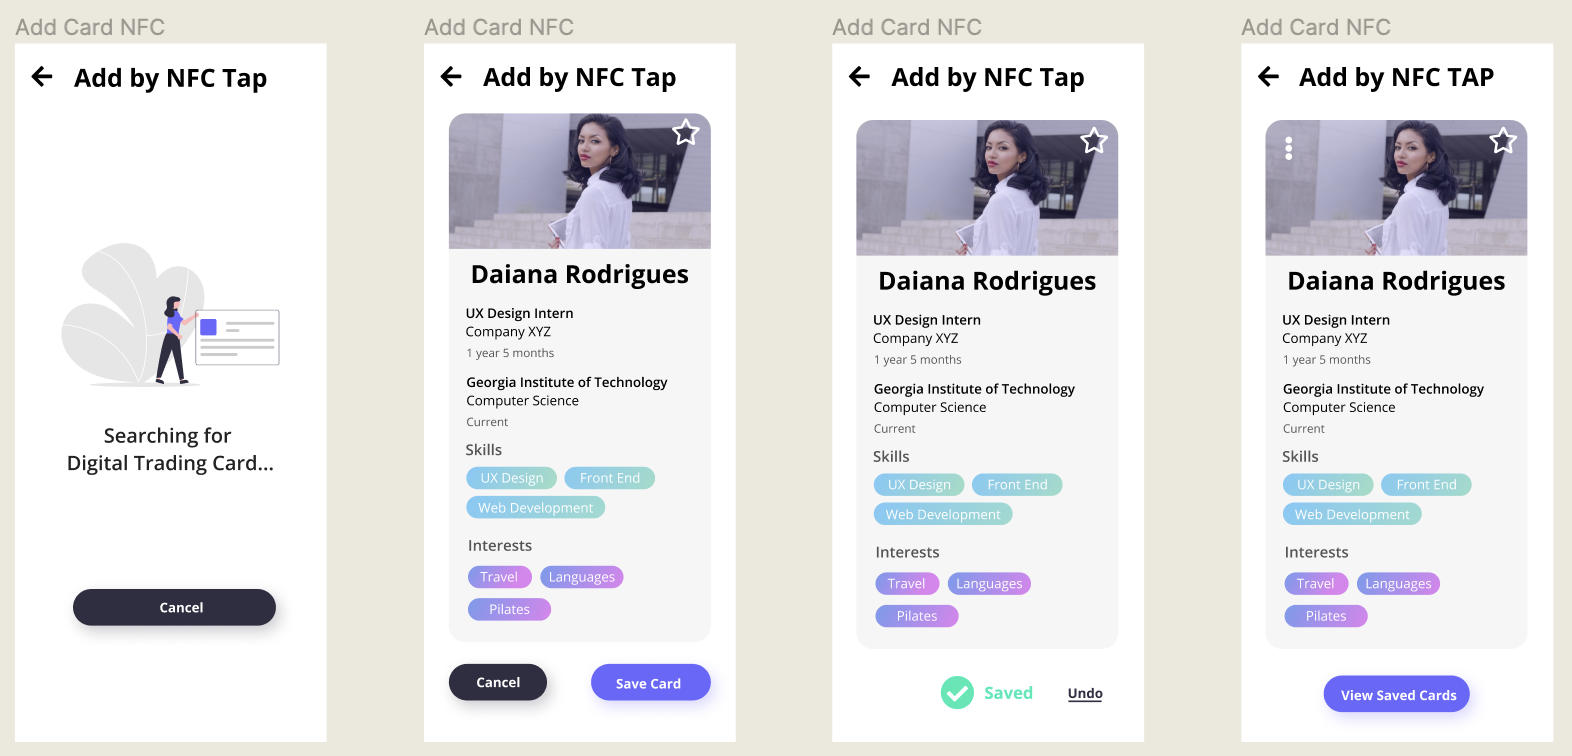 Add Card NFC
Add by NFC Tap
Searching for
Digital Trading Card...
Cancel
Add Card NFC
Add by NFC Tap
Daiana Rodrigues
UX Design Intern
Company XYZ
1 year 5 months
Georgia Institute of Technology
Computer Science
Current
Skills
UX Design Front End
Web Development
Interests
Travel Languages
Pilates
Cancel Save Card
Add Card NFC
Add by NFC Tap
Daiana Rodrigues
UX Design Intern
Company XYZ
1 year 5 months
Georgia Institute of Technology
Computer Science
Current
Skills
UX Design Front End
Web Development
Interests
Travel Languages
Pilates
Saved Undo
Add Card NFC
Add by NFC TAP
Daiana Rodrigues
UX Design Intern
Company XYZ
1 year 5 months
Georgia Institute of Technology
Computer Science
Current
Skills
UX Design Front End
Web Development
Interests
Travel Languages
Pilates
View Saved Cards